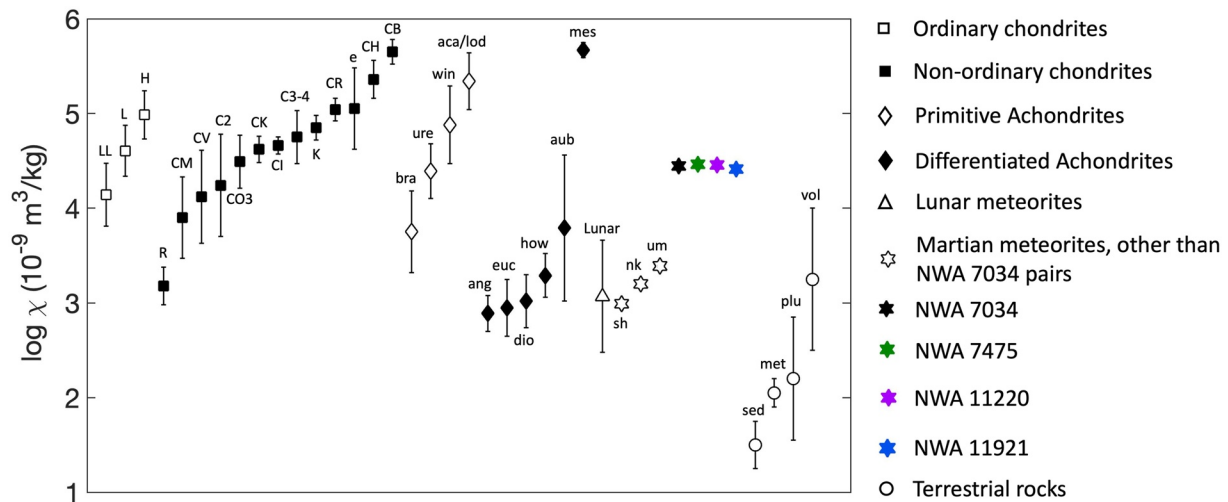 log χ (10⁻⁹ m³/kg)
6
5
4
3
2
1
LL
L
H
R
CM
CV
C2
CO3
CK
CI
C3-4
K
CR
e
CH
CB
bra
ure
win
aca/lod
ang
euc
dio
how
aub
mes
Lunar
sh
nk
um
sed
met
plu
vol
Ordinary chondrites
Non-ordinary chondrites
Primitive Achondrites
Differentiated Achondrites
Lunar meteorites
Martian meteorites, other than
NWA 7034 pairs
NWA 7034
NWA 7475
NWA 11220
NWA 11921
Terrestrial rocks